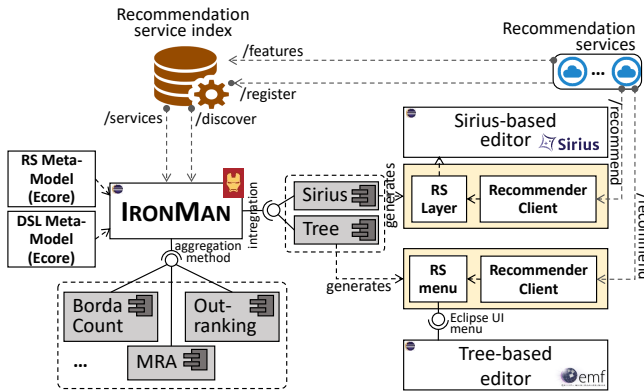 Recommendation
service index
Recommendation
services
/features
/register
/services
/discover
/recommend
/recommend
Sirius-based
editor
Sirius
RS Meta-
Model
(Ecore)
DSL Meta-
Model
(Ecore)
IRONMAN
intregration
Sirius
Tree
generates
generates
RS
Layer
Recommender
Client
RS
menu
Recommender
Client
aggregation
method
Borda
Count
Out-
ranking
MRA
...
...
Eclipse UI
menu
Tree-based
editor
emf